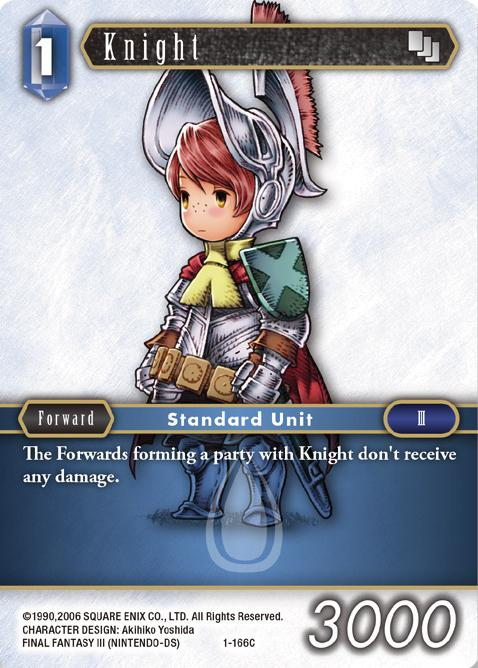 1
Knight
Forward
Standard Unit
III
The Forwards forming a party with Knight don't receive
any damage.
©1990,2006 SQUARE ENIX CO., LTD. All Rights Reserved.
CHARACTER DESIGN: Akihiko Yoshida
FINAL FANTASY III (NINTENDO-DS)
1-166C
3000